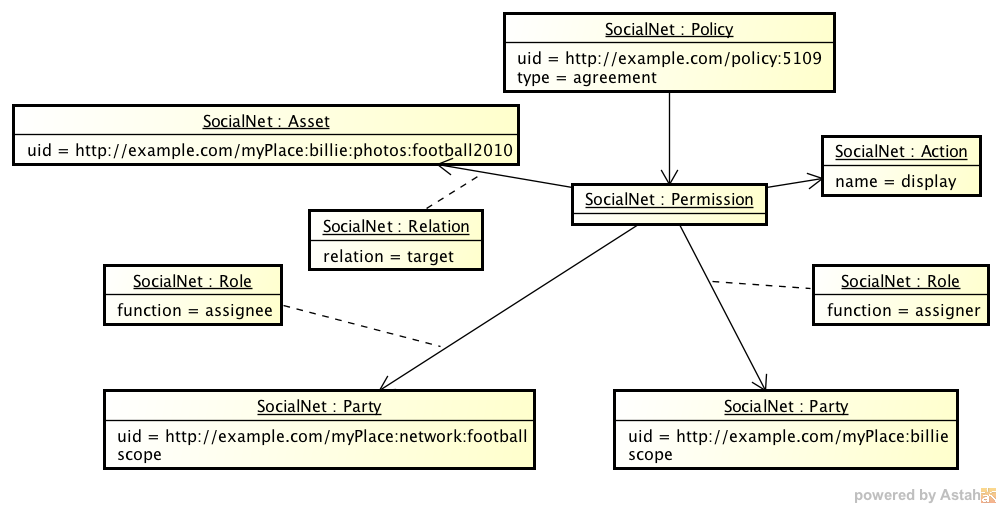 SocialNet : Policy
uid = http://example.com/policy:5109
type = agreement
SocialNet : Asset
uid = http://example.com/myPlace:billie:photos:football2010
SocialNet : Action
name = display
SocialNet : Permission
SocialNet : Relation
relation = target
SocialNet : Role
function = assignee
SocialNet : Role
function = assigner
SocialNet : Party
uid = http://example.com/myPlace:network:football
scope
SocialNet : Party
uid = http://example.com/myPlace:billie
scope
powered by Astah